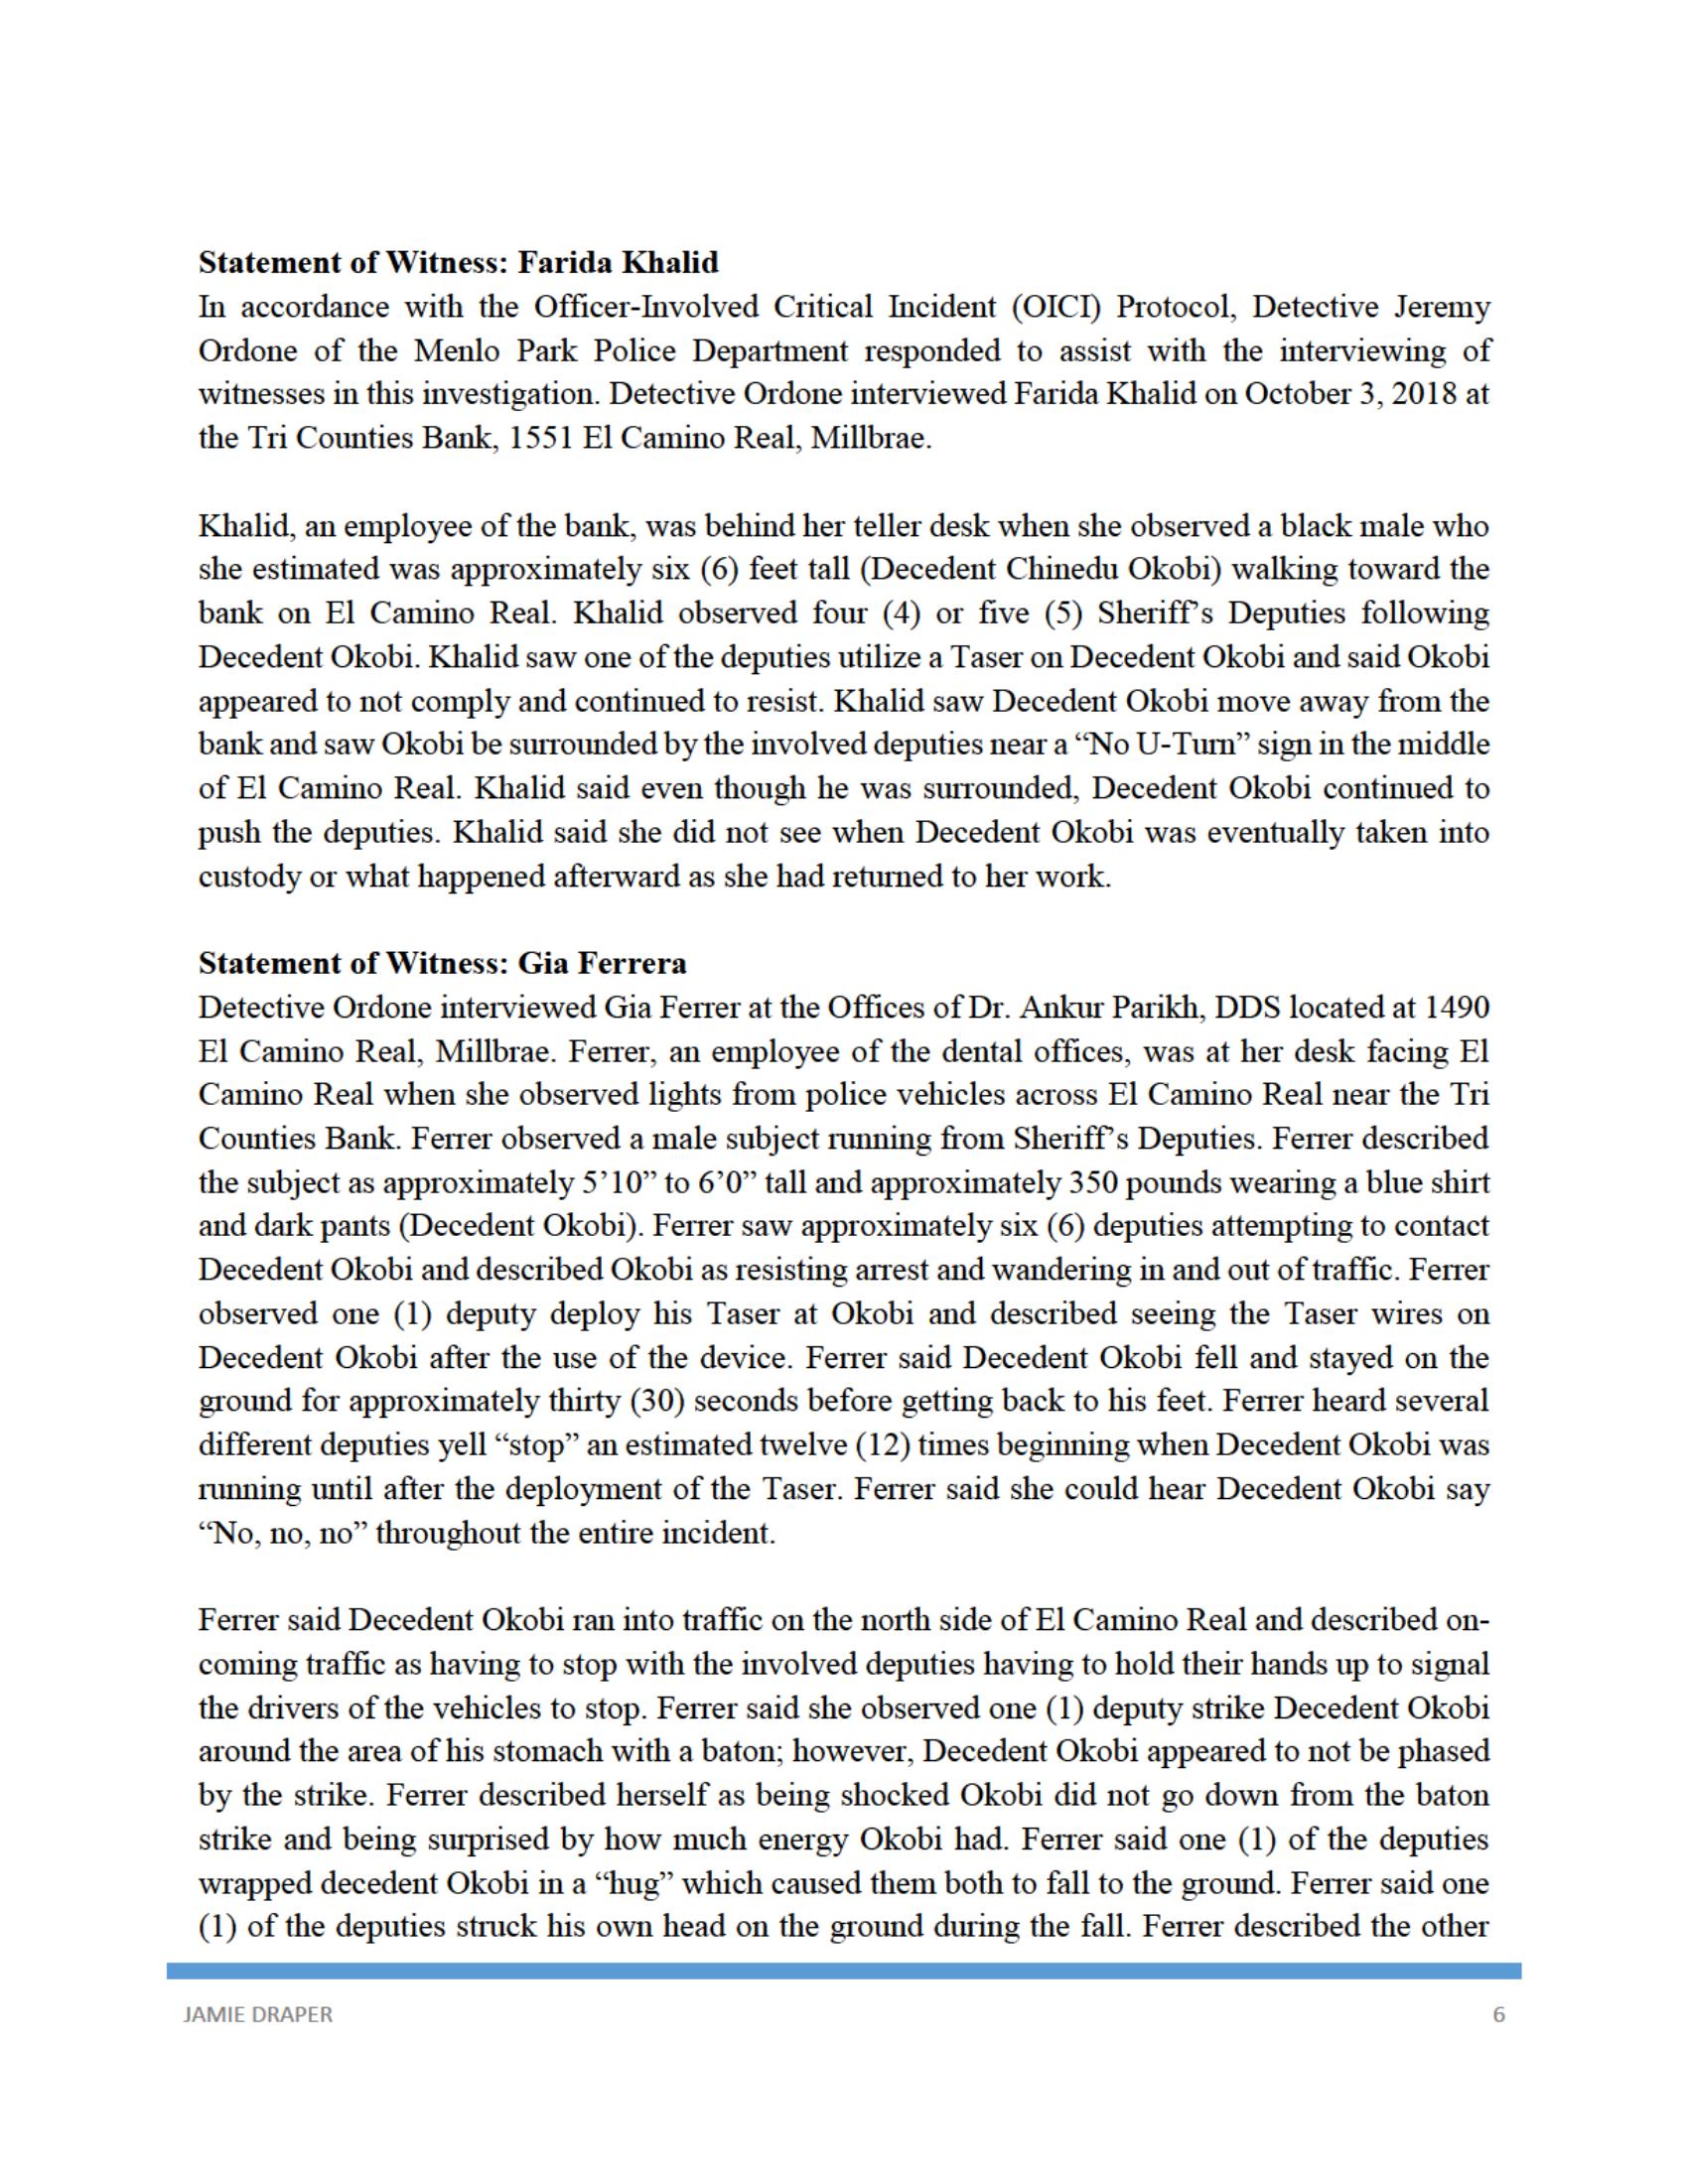 Statement of Witness: Farida Khalid
In accordance with the Officer-Involved Critical Incident (OICI) Protocol, Detective Jeremy
Ordone of the Menlo Park Police Department responded to assist with the interviewing of
witnesses in this investigation. Detective Ordone interviewed Farida Khalid on October 3, 2018 at
the Tri Counties Bank, 1551 El Camino Real, Millbrae.
Khalid, an employee of the bank, was behind her teller desk when she observed a black male who
she estimated was approximately six (6) feet tall (Decedent Chinedu Okobi) walking toward the
bank on El Camino Real. Khalid observed four (4) or five (5) Sheriff’s Deputies following
Decedent Okobi. Khalid saw one of the deputies utilize a Taser on Decedent Okobi and said Okobi
appeared to not comply and continued to resist. Khalid saw Decedent Okobi move away from the
bank and saw Okobi be surrounded by the involved deputies near a “No U-Turn” sign in the middle
of El Camino Real. Khalid said even though he was surrounded, Decedent Okobi continued to
push the deputies. Khalid said she did not see when Decedent Okobi was eventually taken into
custody or what happened afterward as she had returned to her work.
Statement of Witness: Gia Ferrera
Detective Ordone interviewed Gia Ferrer at the Offices of Dr. Ankur Parikh, DDS located at 1490
El Camino Real, Millbrae. Ferrer, an employee of the dental offices, was at her desk facing El
Camino Real when she observed lights from police vehicles across El Camino Real near the Tri
Counties Bank. Ferrer observed a male subject running from Sheriff’s Deputies. Ferrer described
the subject as approximately 5’10” to 6’0” tall and approximately 350 pounds wearing a blue shirt
and dark pants (Decedent Okobi). Ferrer saw approximately six (6) deputies attempting to contact
Decedent Okobi and described Okobi as resisting arrest and wandering in and out of traffic. Ferrer
observed one (1) deputy deploy his Taser at Okobi and described seeing the Taser wires on
Decedent Okobi after the use of the device. Ferrer said Decedent Okobi fell and stayed on the
ground for approximately thirty (30) seconds before getting back to his feet. Ferrer heard several
different deputies yell “stop” an estimated twelve (12) times beginning when Decedent Okobi was
running until after the deployment of the Taser. Ferrer said she could hear Decedent Okobi say
“No, no, no” throughout the entire incident.
Ferrer said Decedent Okobi ran into traffic on the north side of El Camino Real and described on-
coming traffic as having to stop with the involved deputies having to hold their hands up to signal
the drivers of the vehicles to stop. Ferrer said she observed one (1) deputy strike Decedent Okobi
around the area of his stomach with a baton; however, Decedent Okobi appeared to not be phased
by the strike. Ferrer described herself as being shocked Okobi did not go down from the baton
strike and being surprised by how much energy Okobi had. Ferrer said one (1) of the deputies
wrapped decedent Okobi in a “hug” which caused them both to fall to the ground. Ferrer said one
(1) of the deputies struck his own head on the ground during the fall. Ferrer described the other
JAMIE DRAPER 6